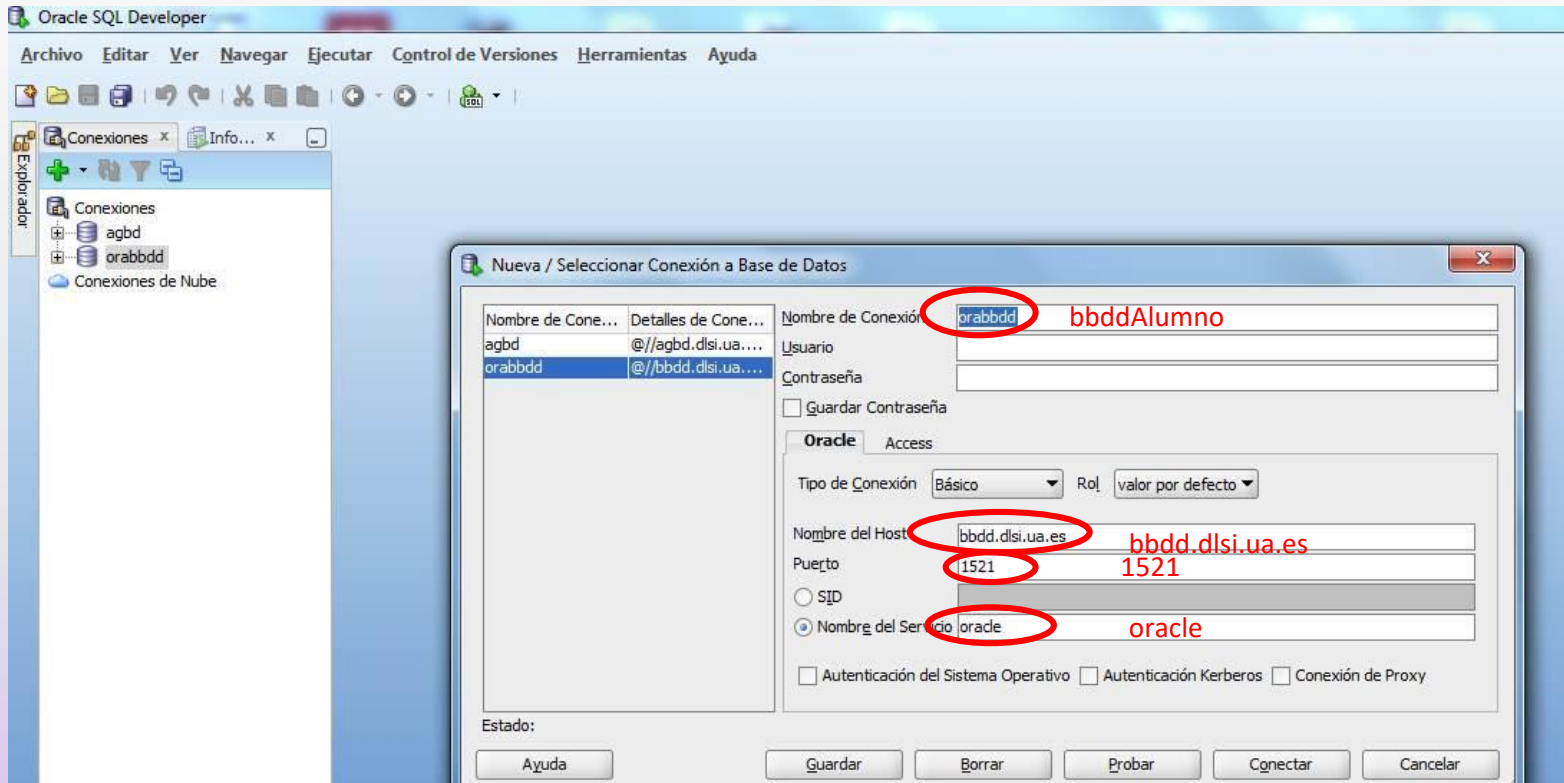 Oracle SQL Developer
Archivo Editar Ver Navegar Ejecutar Control de Versiones Herramientas Ayuda
SQL
Explorador
Conexiones x Info... x
Conexiones
agbd
orabbdd
Conexiones de Nube
Nueva / Seleccionar Conexión a Base de Datos
Nombre de Cone... Detalles de Cone...
agbd @//agbd.dlsi.ua....
orabbdd @//bbdd.dlsi.ua....
Nombre de Conexión orabbdd bbddAlumno
Usuario
Contraseña
Guardar Contraseña
Oracle Access
Tipo de Conexión Básico Rol valor por defecto
Nombre del Host bbdd.dlsi.ua.es bbdd.dlsi.ua.es
Puerto 1521 1521
SID
Nombre del Servicio oracle oracle
Autenticación del Sistema Operativo Autenticación Kerberos Conexión de Proxy
Estado:
Ayuda Guardar Borrar Probar Conectar Cancelar